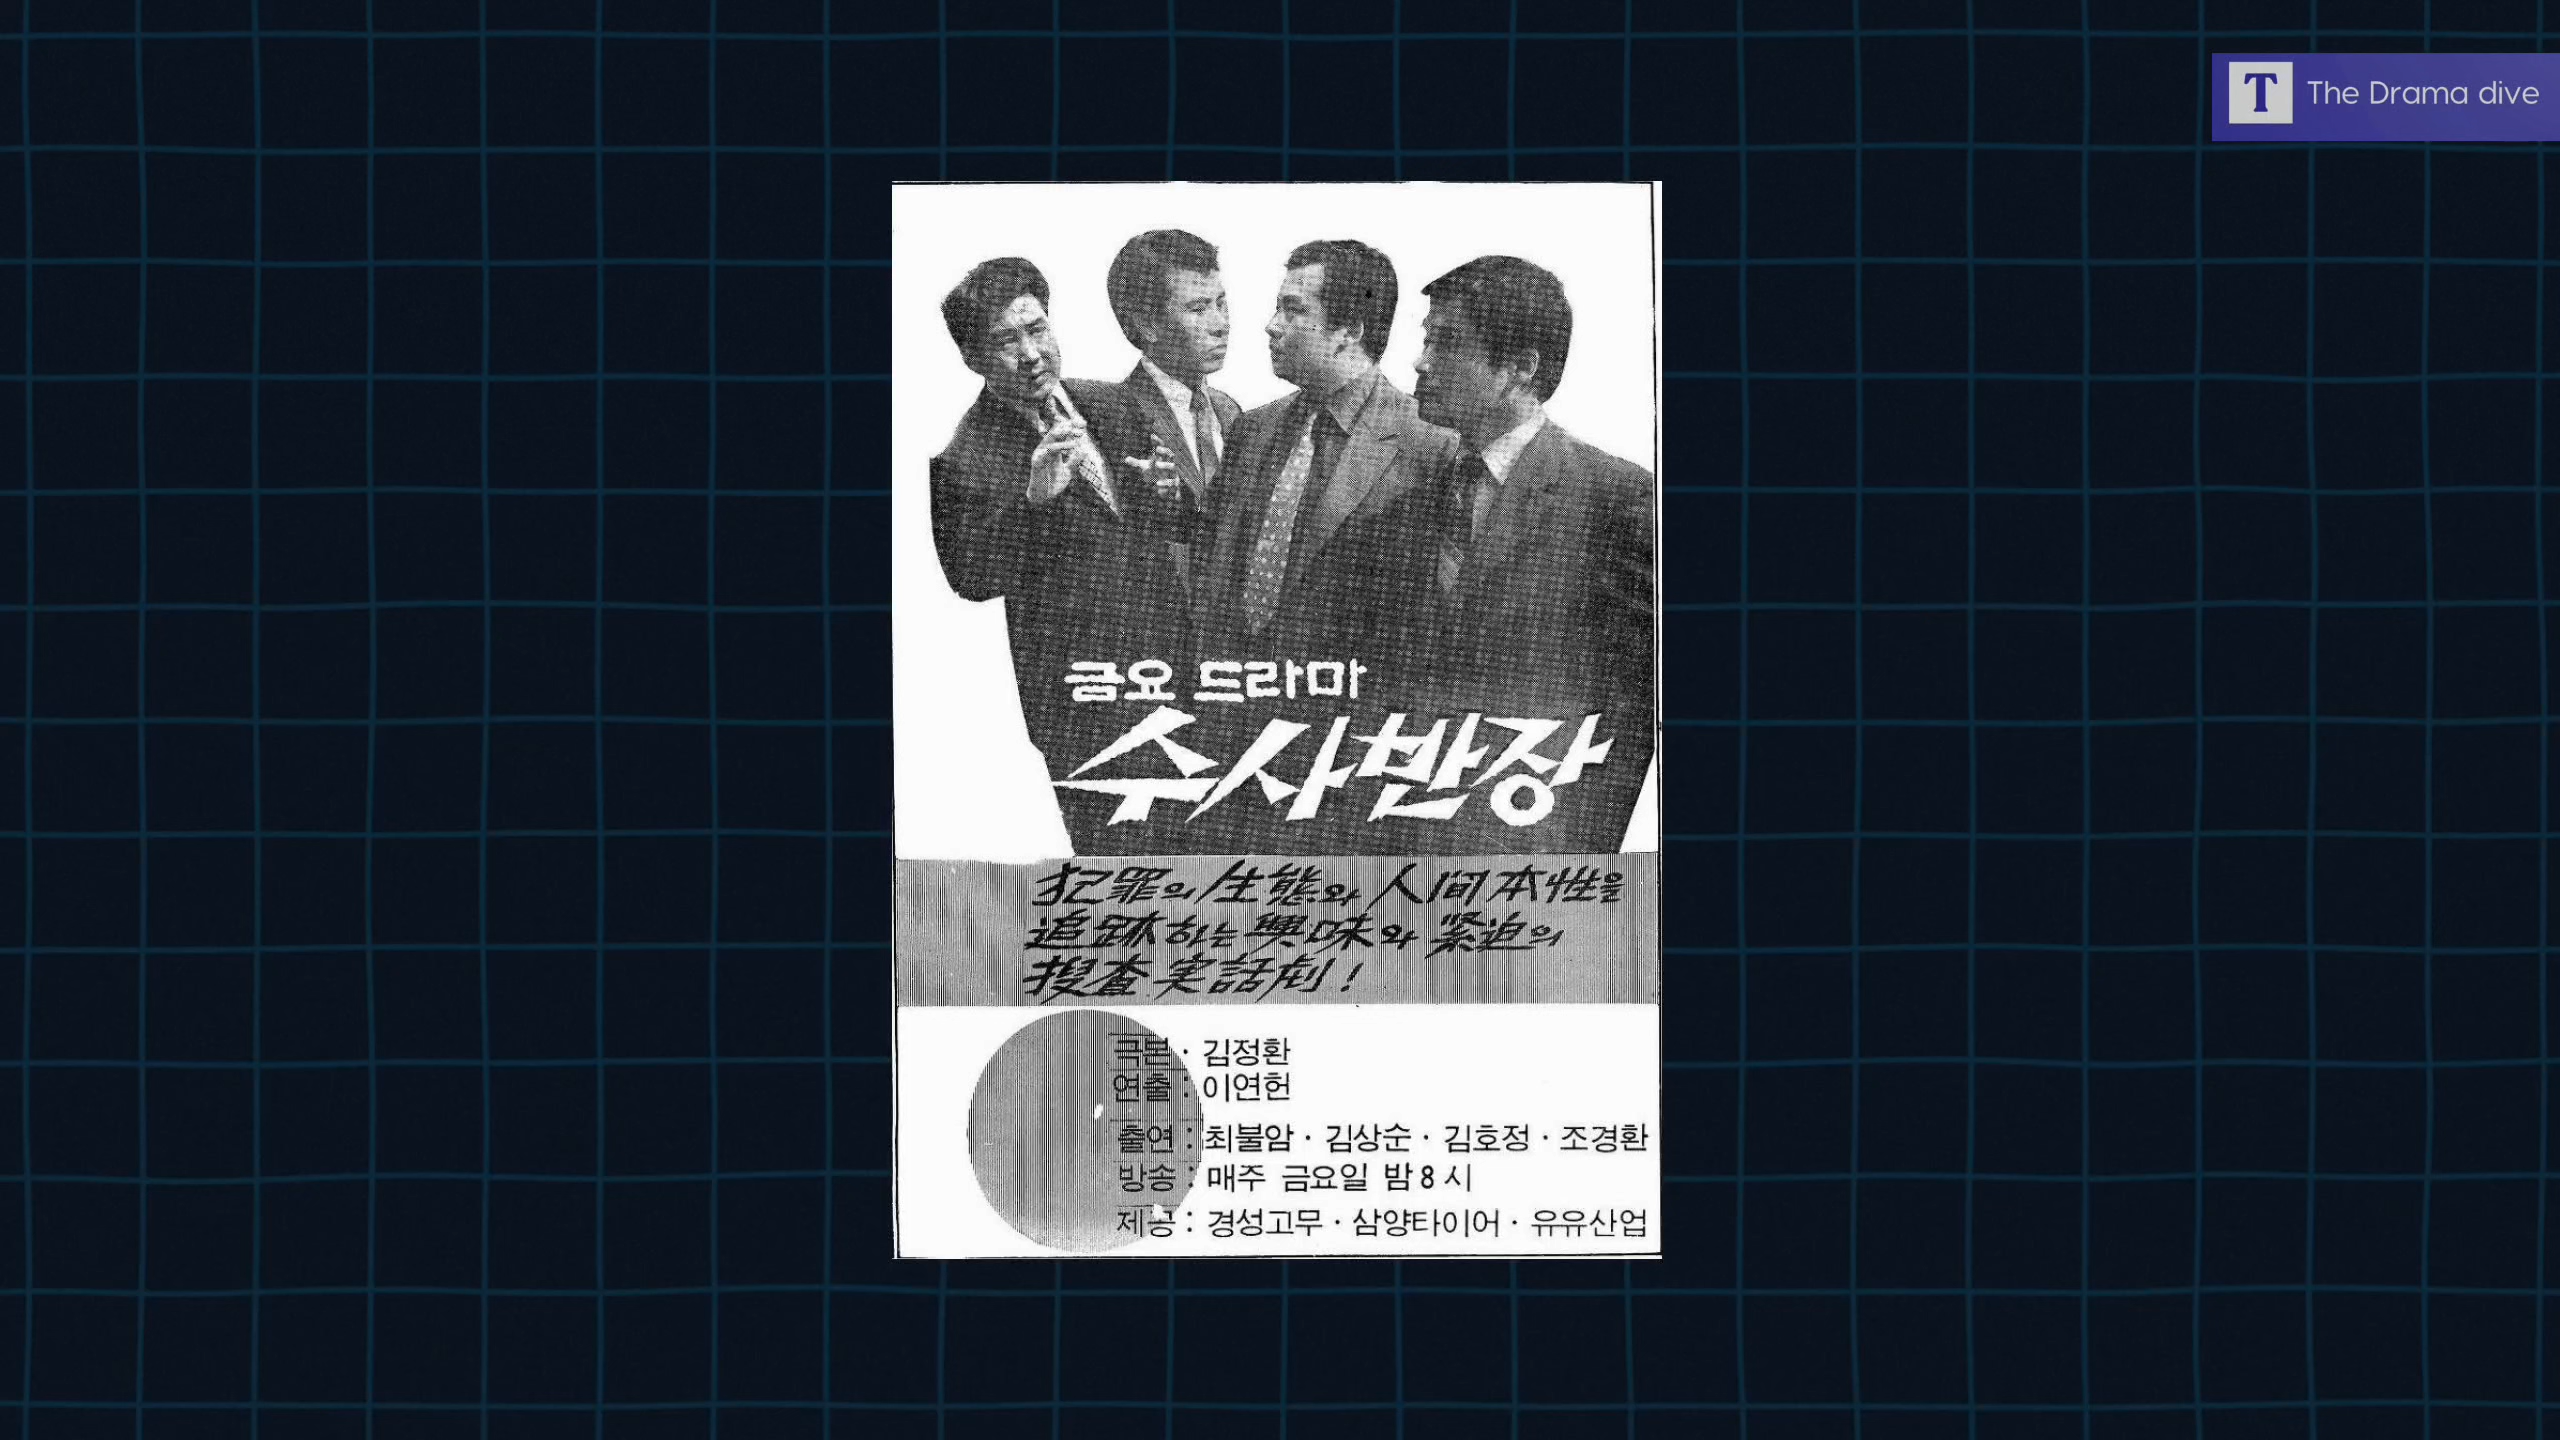 T The Drama dive
금요 드라마
수사반장
犯罪의 生態와 人間本性을
追跡하는 興味와 緊迫의
搜査実話劇!
극본 · 김정환
연출 : 이연헌
출연 : 최불암 · 김상순 · 김호정 · 조경환
방송 : 매주 금요일 밤 8시
제공 : 경성고무 · 삼양타이어 · 유유산업